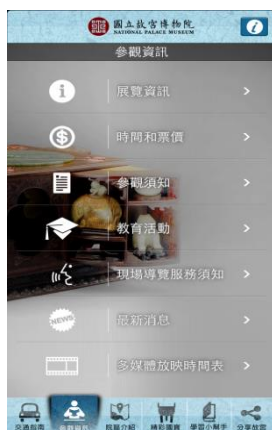 國立故宮博物院
NATIONAL PALACE MUSEUM
參觀資訊
展覽資訊
時間和票價
參觀須知
教育活動
現場導覽服務須知
NEWS
最新消息
多媒體放映時間表
交通指南
參觀資訊
院區介紹
精彩國寶
學習小幫手
分享故宮